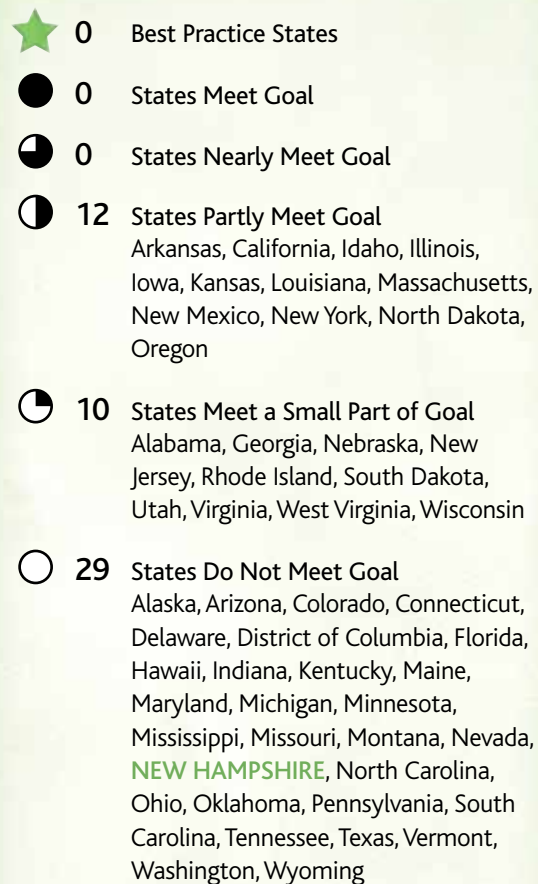 0 Best Practice States
0 States Meet Goal
0 States Nearly Meet Goal
12 States Partly Meet Goal
Arkansas, California, Idaho, Illinois,
Iowa, Kansas, Louisiana, Massachusetts,
New Mexico, New York, North Dakota,
Oregon
10 States Meet a Small Part of Goal
Alabama, Georgia, Nebraska, New
Jersey, Rhode Island, South Dakota,
Utah, Virginia, West Virginia, Wisconsin
29 States Do Not Meet Goal
Alaska, Arizona, Colorado, Connecticut,
Delaware, District of Columbia, Florida,
Hawaii, Indiana, Kentucky, Maine,
Maryland, Michigan, Minnesota,
Mississippi, Missouri, Montana, Nevada,
NEW HAMPSHIRE, North Carolina,
Ohio, Oklahoma, Pennsylvania, South
Carolina, Tennessee, Texas, Vermont,
Washington, Wyoming